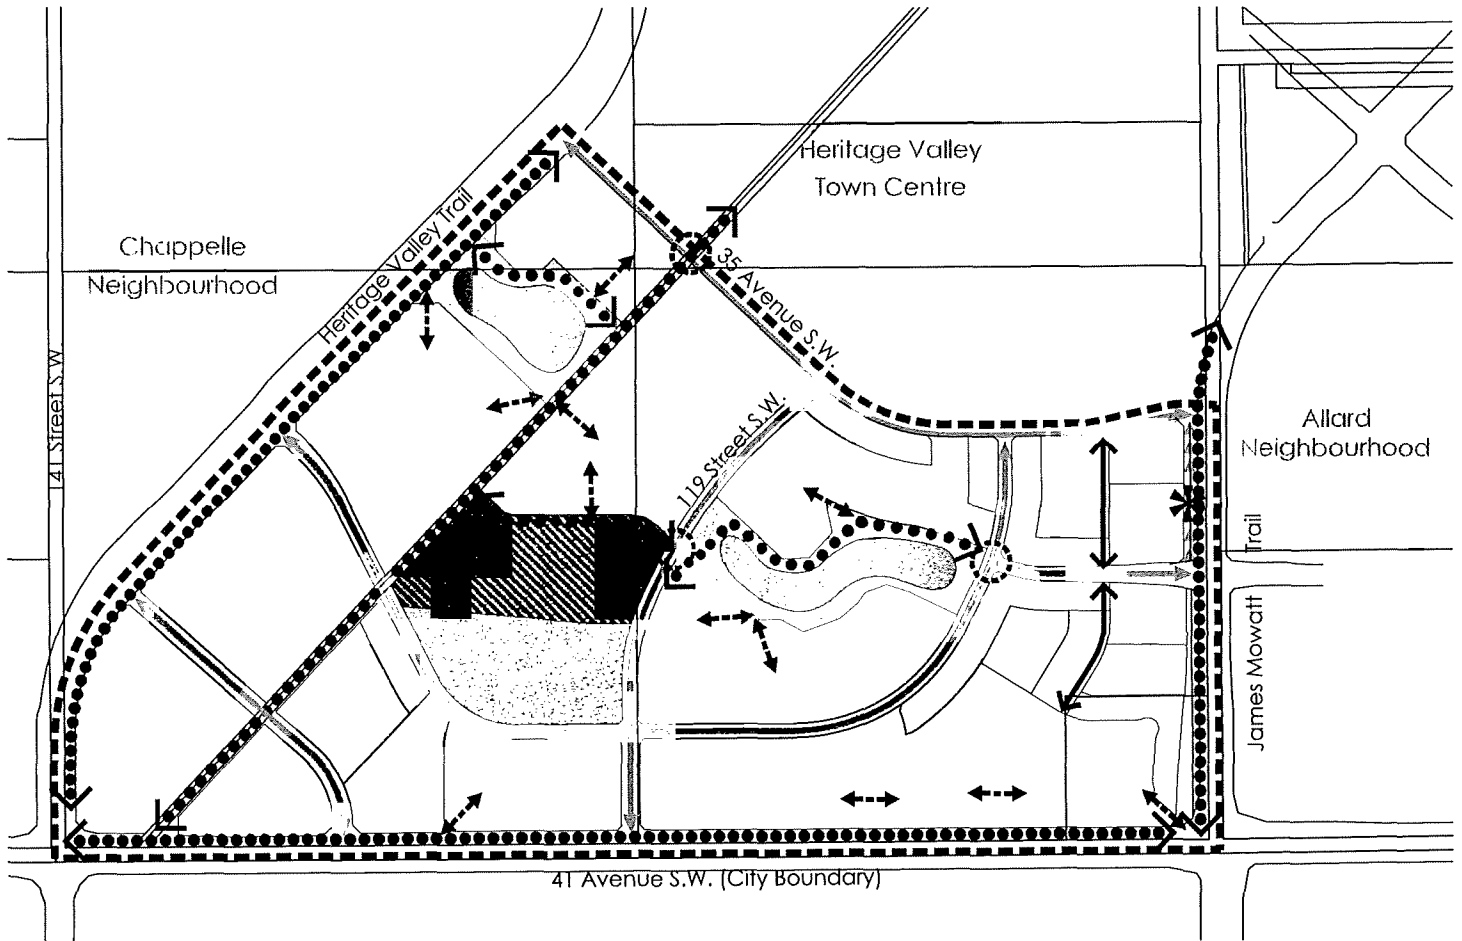 Heritage Valley
Town Centre
Chappelle
Neighbourhood
Heritage Valley Trail
35 Avenue S.W.
141 Street S.W.
119 Street S.W.
Allard
Neighbourhood
James Mowatt Trail
41 Avenue S.W. (City Boundary)